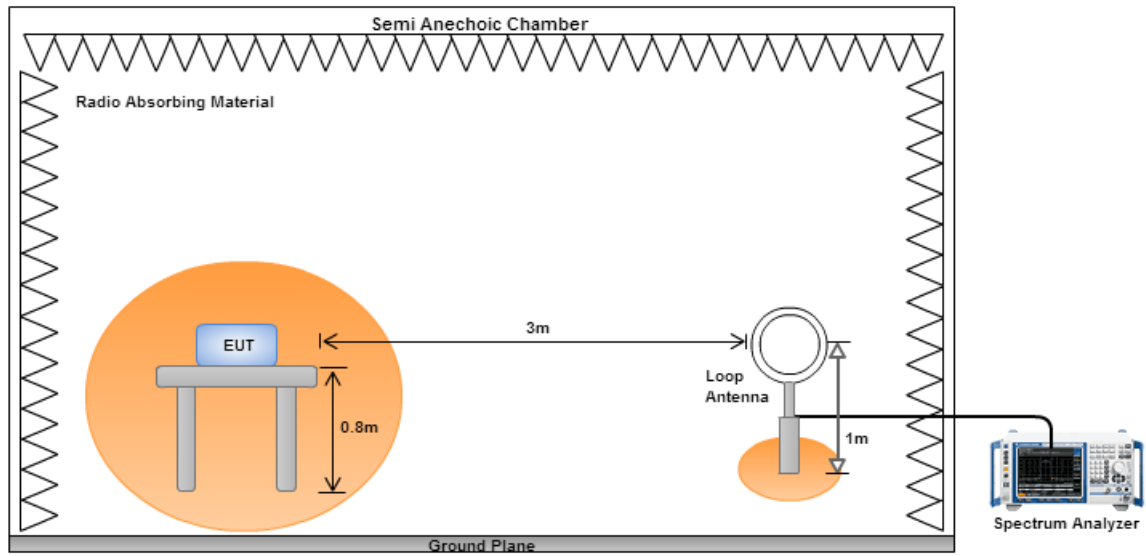 Semi Anechoic Chamber
Radio Absorbing Material
EUT
3m
Loop
Antenna
0.8m
1m
Spectrum Analyzer
Ground Plane